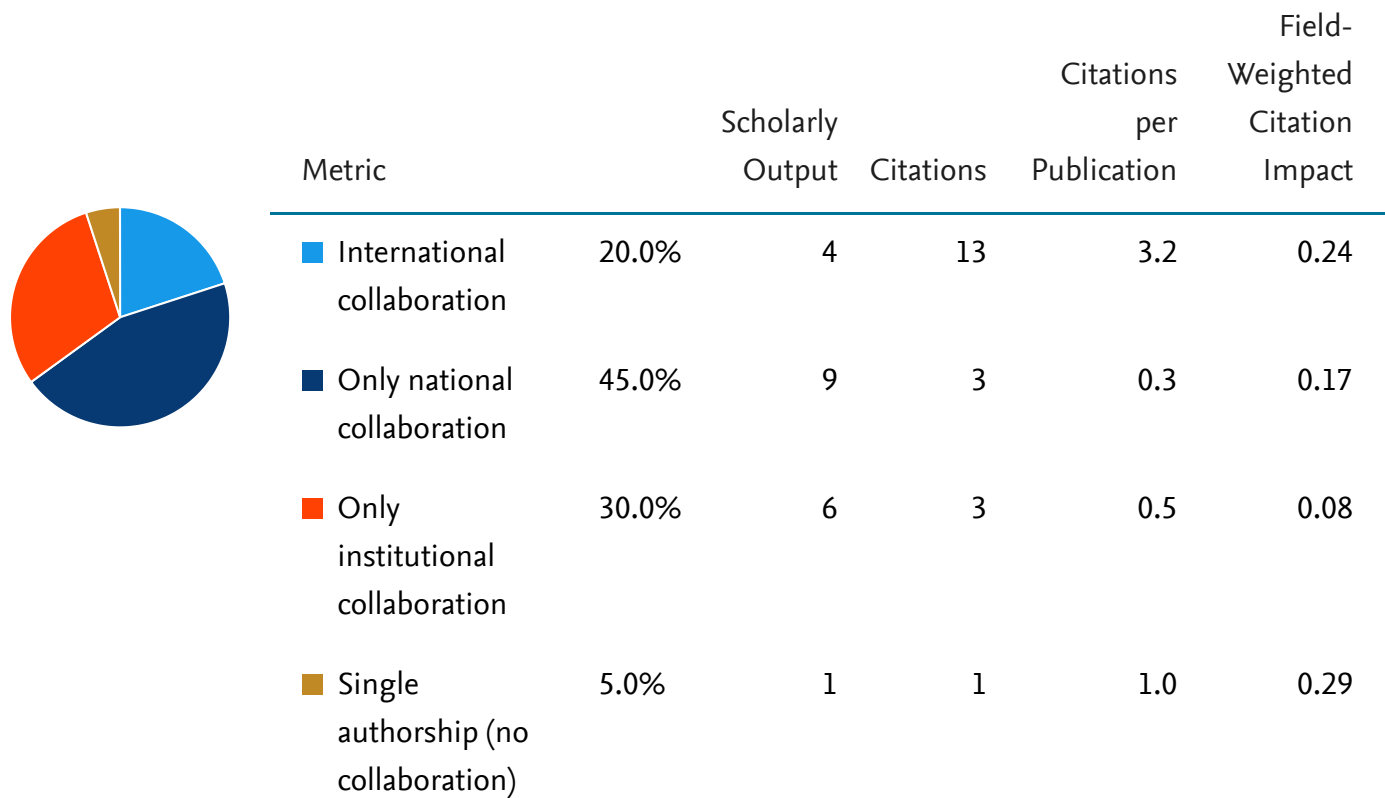 Field-
Citations Weighted
Scholarly per Citation
Metric Output Citations Publication Impact
International 20.0% 4 13 3.2 0.24
collaboration
Only national 45.0% 9 3 0.3 0.17
collaboration
Only 30.0% 6 3 0.5 0.08
institutional
collaboration
Single 5.0% 1 1 1.0 0.29
authorship (no
collaboration)